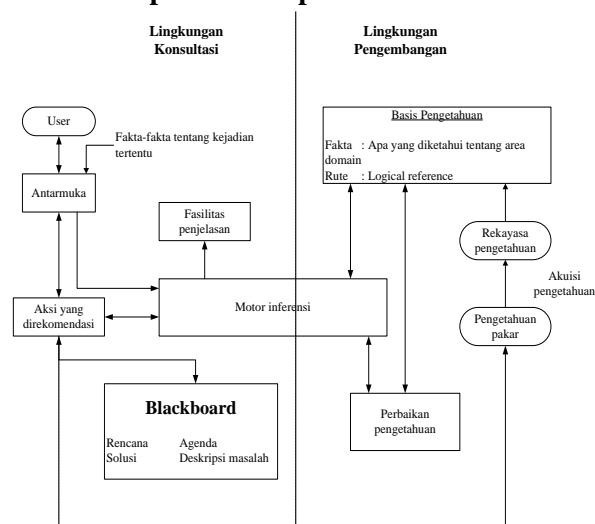 Lingkungan
Konsultasi
Lingkungan
Pengembangan
User
Fakta-fakta tentang kejadian
tertentu
Antarmuka
Basis Pengetahuan
Fakta : Apa yang diketahui tentang area
domain
Rute : Logical reference
Fasilitas
penjelasan
Rekayasa
pengetahuan
Akuisi
pengetahuan
Aksi yang
direkomendasi
Motor inferensi
Pengetahuan
pakar
Blackboard
Rencana Agenda
Solusi Deskripsi masalah
Perbaikan
pengetahuan